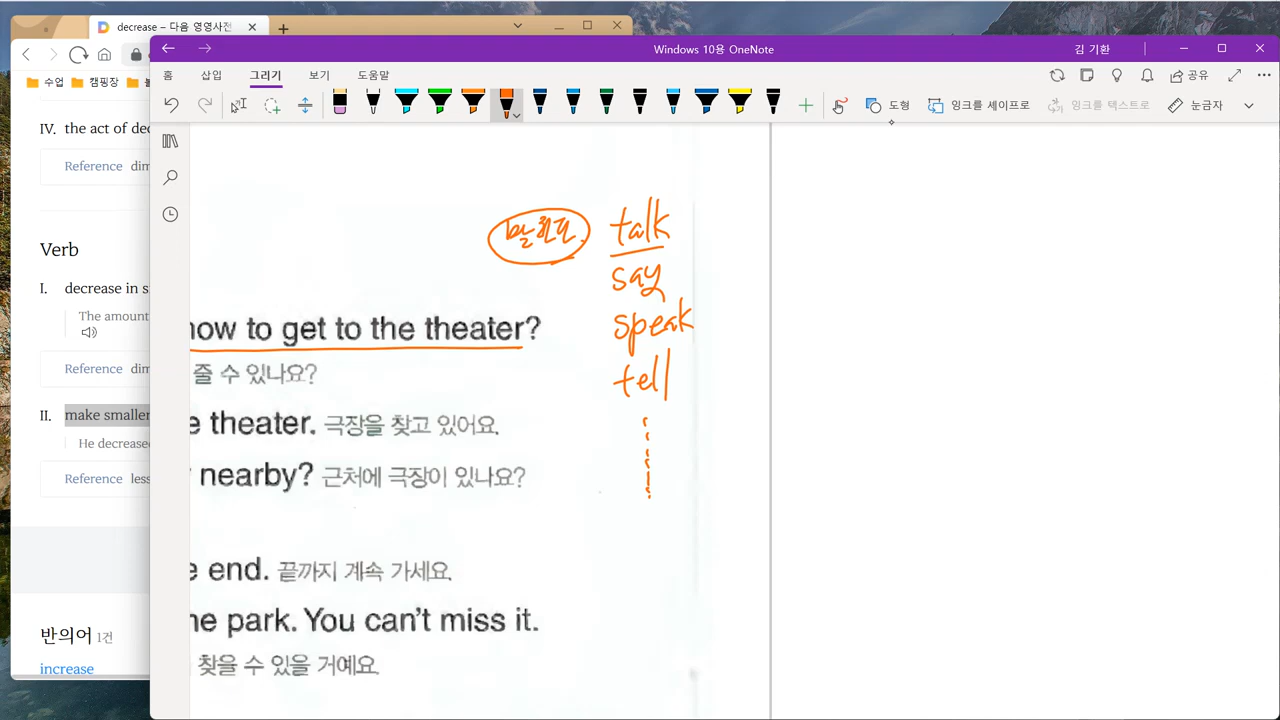 decrease – 다음 영영사전
Windows 10용 OneNote
김 기환
수업
캠핑장
홈
삽입
그리기
보기
도움말
공유
도형
잉크를 셰이프로
잉크를 텍스트로
눈금자
IV. the act of dec
Reference dim
Verb
I. decrease in s
The amount
Reference dim
II. make smaller
He decreased
Reference less
반의어 1건
increase
talk
say
speak
tell
how to get to the theater?
줄 수 있나요?
e theater. 극장을 찾고 있어요.
nearby? 근처에 극장이 있나요?
e end. 끝까지 계속 가세요.
he park. You can't miss it.
찾을 수 있을 거예요.